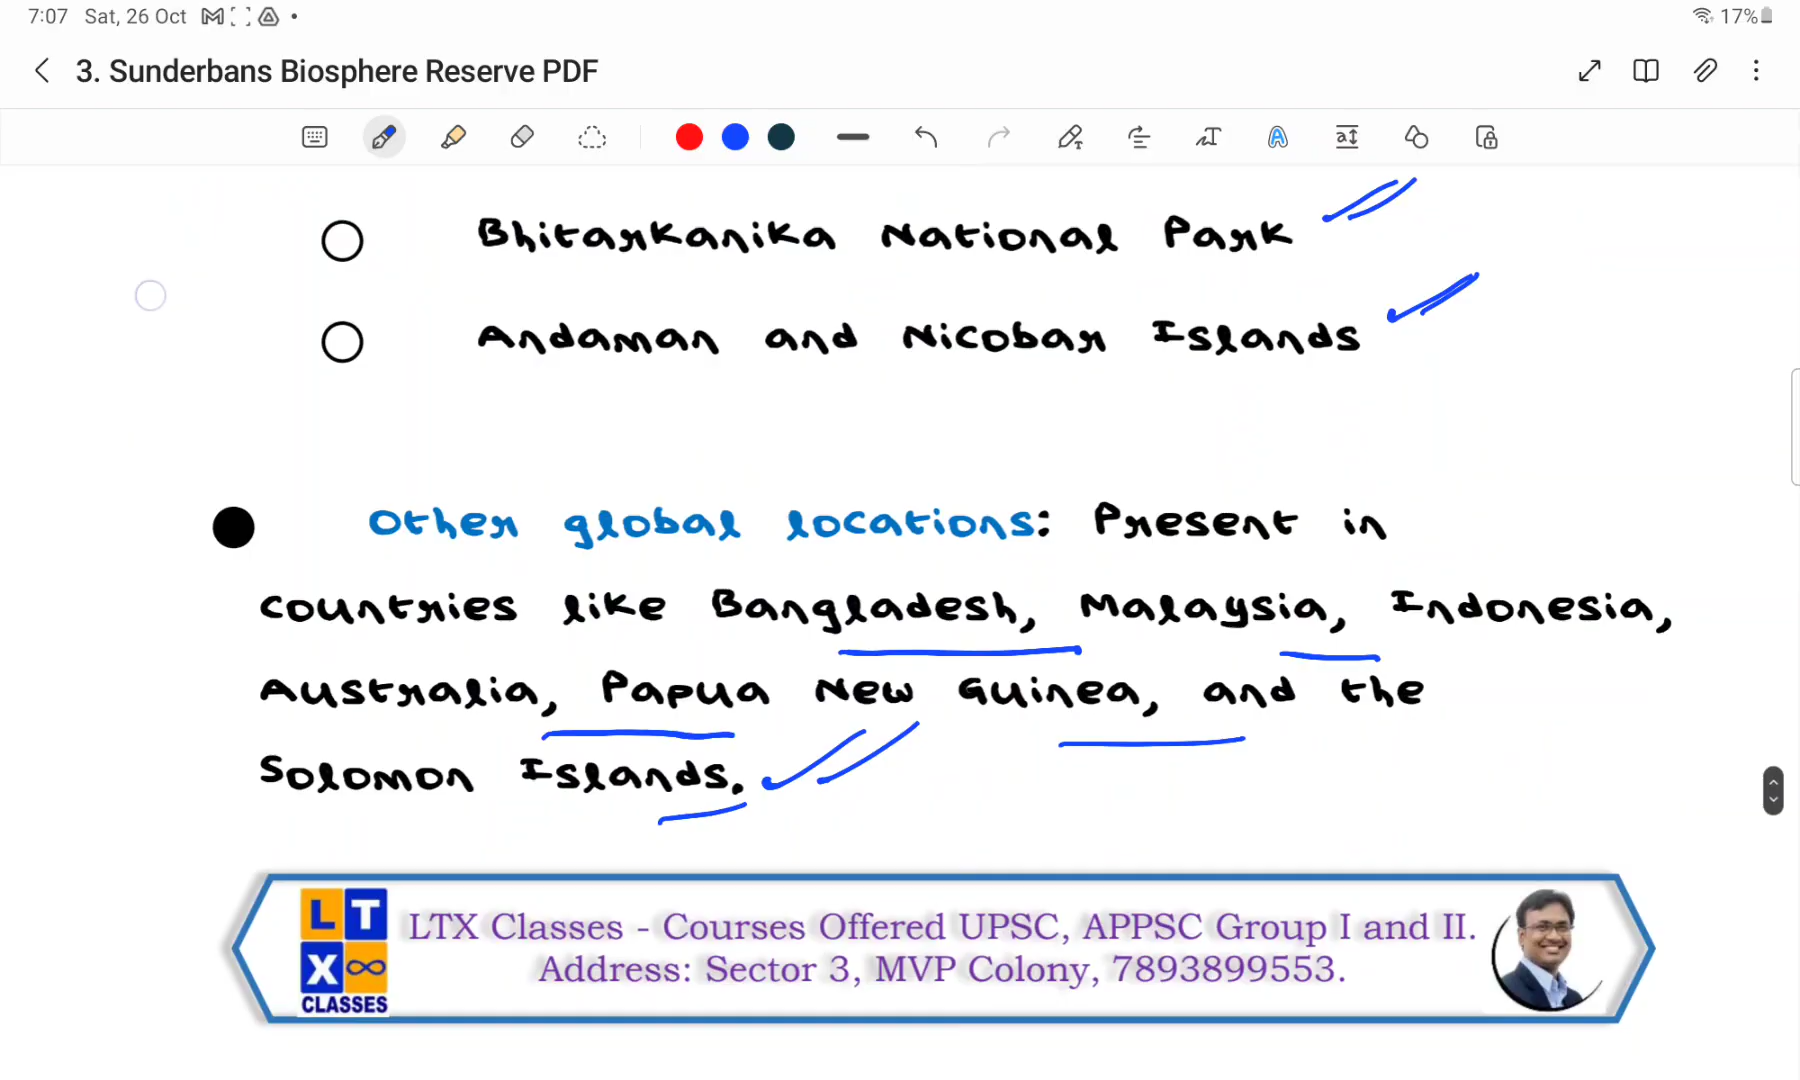 7:07 Sat, 26 Oct
17%
3. Sunderbans Biosphere Reserve PDF
Bhitarkanika National Park
Andaman and Nicobar Islands
Other global locations: Present in
countries like Bangladesh, Malaysia, Indonesia,
Australia, Papua New Guinea, and the
Solomon Islands.
LT
X∞
CLASSES
LTX Classes - Courses Offered UPSC, APPSC Group I and II.
Address: Sector 3, MVP Colony, 7893899553.